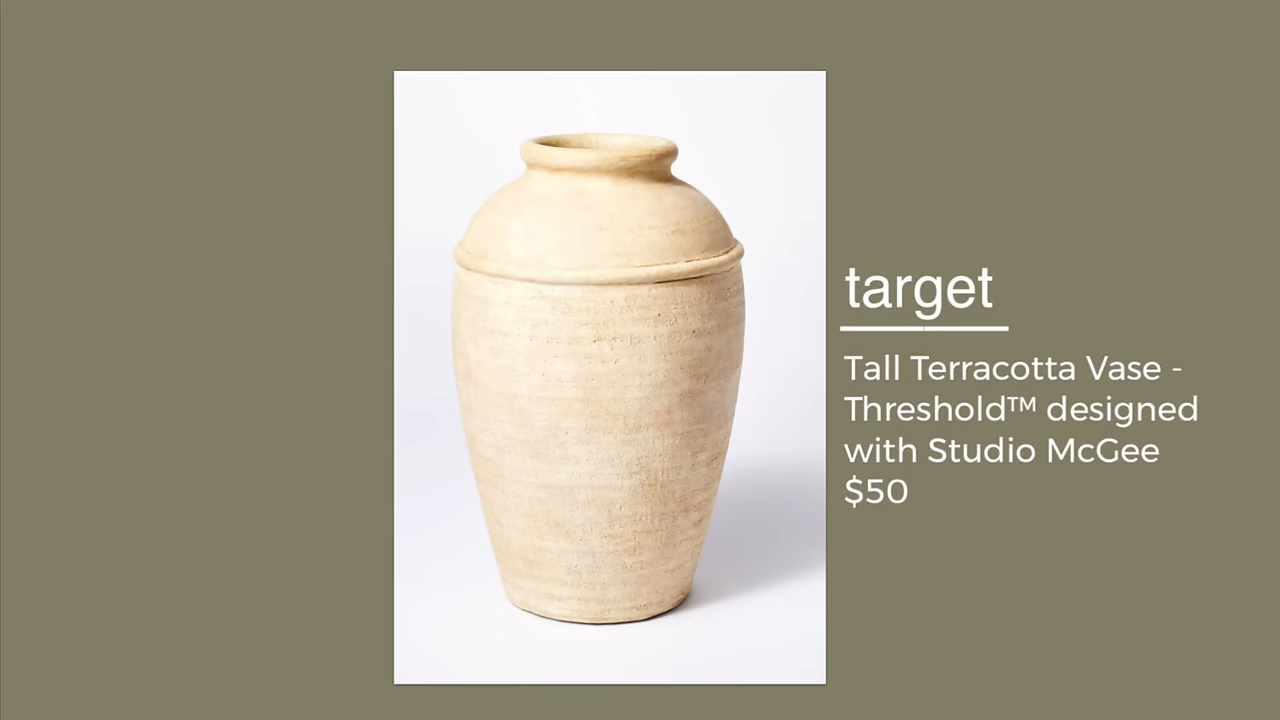 target
Tall Terracotta Vase -
Threshold™ designed
with Studio McGee
$50